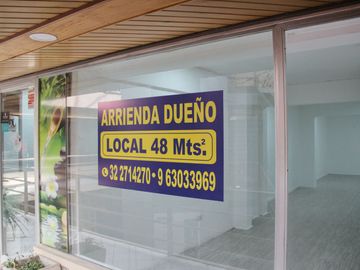 ARRIENDA DUEÑO
LOCAL 48 Mts.²
32 2714270 - 9 63033969